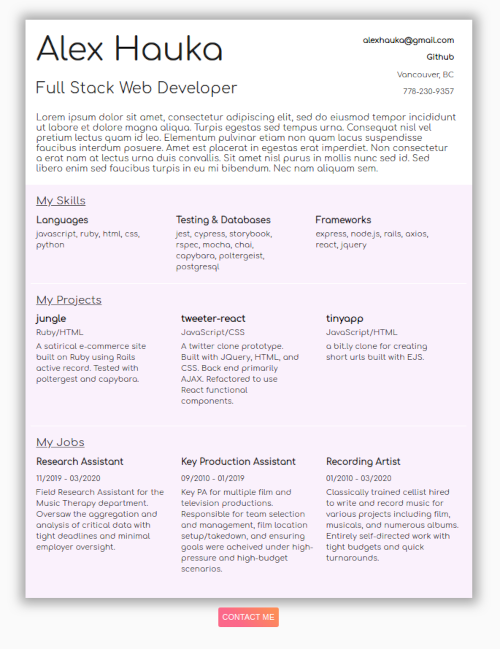 Alex Hauka
alexhauka@gmail.com
Github
Vancouver, BC
778-230-9357
Full Stack Web Developer
Lorem ipsum dolor sit amet, consectetur adipiscing elit, sed do eiusmod tempor incididunt
ut labore et dolore magna aliqua. Turpis egestas sed tempus urna. Consequat nisl vel
pretium lectus quam id leo. Elementum pulvinar etiam non quam lacus suspendisse
faucibus interdum posuere. Amet est placerat in egestas erat imperdiet. Non consectetur
a erat nam at lectus urna duis convallis. Sit amet nisl purus in mollis nunc sed id. Sed
libero enim sed faucibus turpis in eu mi bibendum. Nec nam aliquam sem.
My Skills
Languages
javascript, ruby, html, css,
python
Testing & Databases
jest, cypress, storybook,
rspec, mocha, chai,
capybara, poltergeist,
postgresql
Frameworks
express, node.js, rails, axios,
react, jquery
My Projects
jungle
Ruby/HTML
A satirical e-commerce site
built on Ruby using Rails
active record. Tested with
poltergest and capybara.
tweeter-react
JavaScript/CSS
A twitter clone prototype.
Built with JQuery, HTML, and
CSS. Back end primarily
AJAX. Refactored to use
React functional
components.
tinyapp
JavaScript/HTML
a bit.ly clone for creating
short urls built with EJS.
My Jobs
Research Assistant
11/2019 - 03/2020
Field Research Assistant for the
Music Therapy department.
Oversaw the aggregation and
analysis of critical data with
tight deadlines and minimal
employer oversight.
Key Production Assistant
09/2010 - 01/2019
Key PA for multiple film and
television productions.
Responsible for team selection
and management, film location
setup/takedown, and ensuring
goals were acheived under high-
pressure and high-budget
scenarios.
Recording Artist
01/2010 - 03/2020
Classically trained cellist hired
to write and record music for
various projects including film,
musicals, and numerous albums.
Entirely self-directed work with
tight budgets and quick
turnarounds.
CONTACT ME